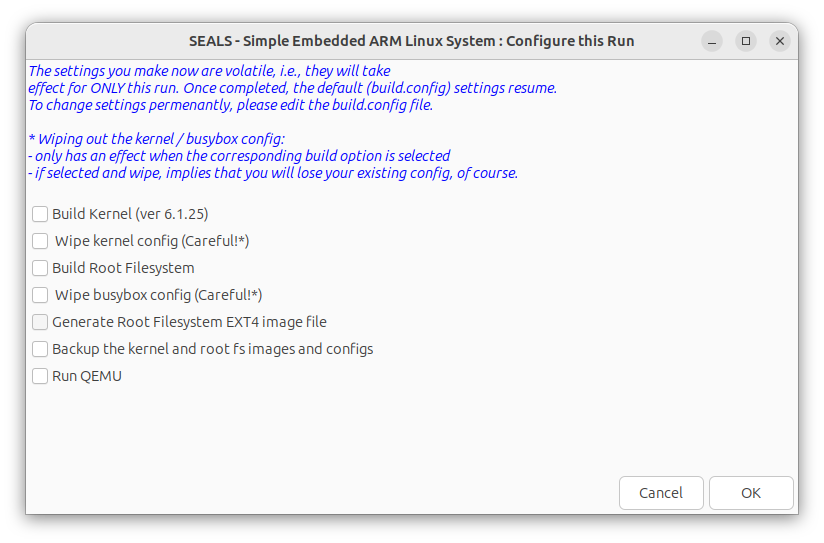 SEALS - Simple Embedded ARM Linux System : Configure this Run
The settings you make now are volatile, i.e., they will take
effect for ONLY this run. Once completed, the default (build.config) settings resume.
To change settings permenantly, please edit the build.config file.
* Wiping out the kernel / busybox config:
- only has an effect when the corresponding build option is selected
- if selected and wipe, implies that you will lose your existing config, of course.
Build Kernel (ver 6.1.25)
Wipe kernel config (Careful!*)
Build Root Filesystem
Wipe busybox config (Careful!*)
Generate Root Filesystem EXT4 image file
Backup the kernel and root fs images and configs
Run QEMU
Cancel OK